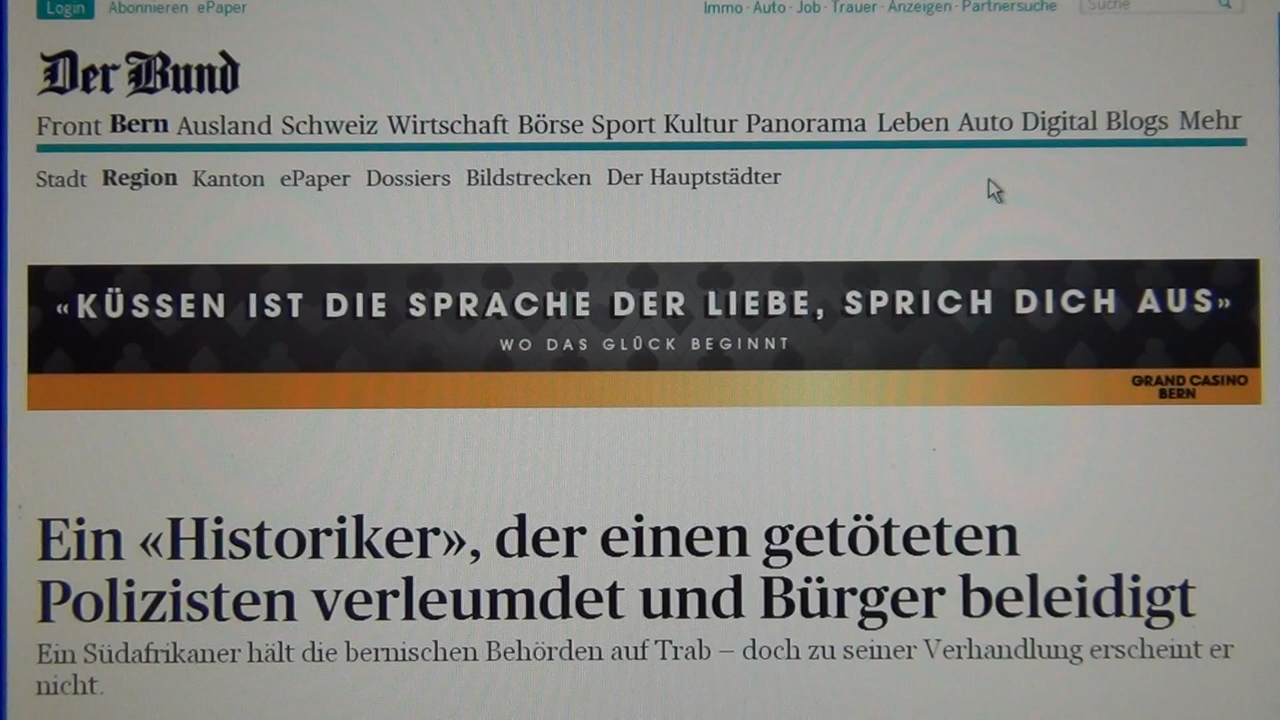 Login Abonnieren ePaper Immo · Auto · Job · Trauer · Anzeigen · Partnersuche Suche
Der Bund
Front Bern Ausland Schweiz Wirtschaft Börse Sport Kultur Panorama Leben Auto Digital Blogs Mehr
Stadt Region Kanton ePaper Dossiers Bildstrecken Der Hauptstädter
«KÜSSEN IST DIE SPRACHE DER LIEBE, SPRICH DICH AUS»
WO DAS GLÜCK BEGINNT
GRAND CASINO
BERN
Ein «Historiker», der einen getöteten
Polizisten verleumdet und Bürger beleidigt
Ein Südafrikaner hält die bernischen Behörden auf Trab – doch zu seiner Verhandlung erscheint er
nicht.